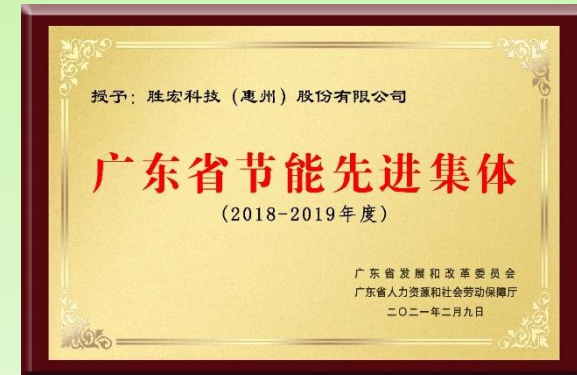 授予：胜宏科技（惠州）股份有限公司
广东省节能先进集体
(2018-2019年度)
广东省发展和改革委员会
广东省人力资源和社会劳动保障厅
二〇二一年二月九日